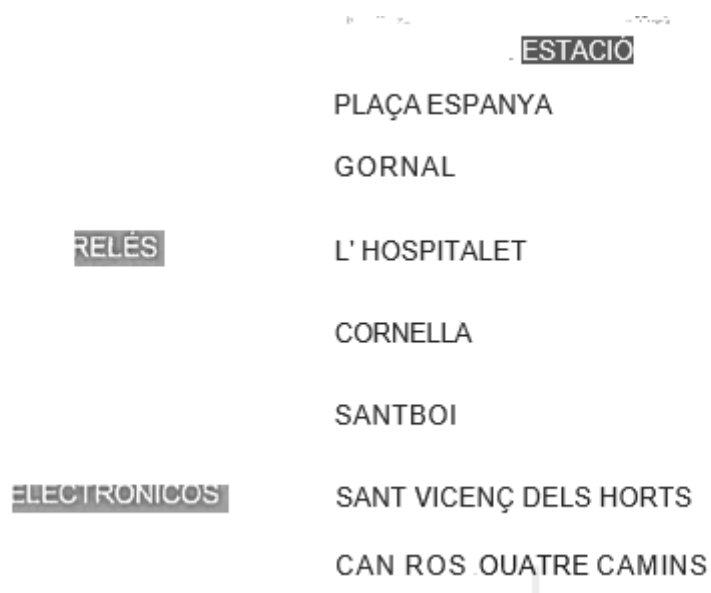 ESTACIÓ
PLAÇA ESPANYA
GORNAL
RELÉS L' HOSPITALET
CORNELLA
SANTBOI
ELECTRONICOS SANT VICENÇ DELS HORTS
CAN ROS OUATRE CAMINS